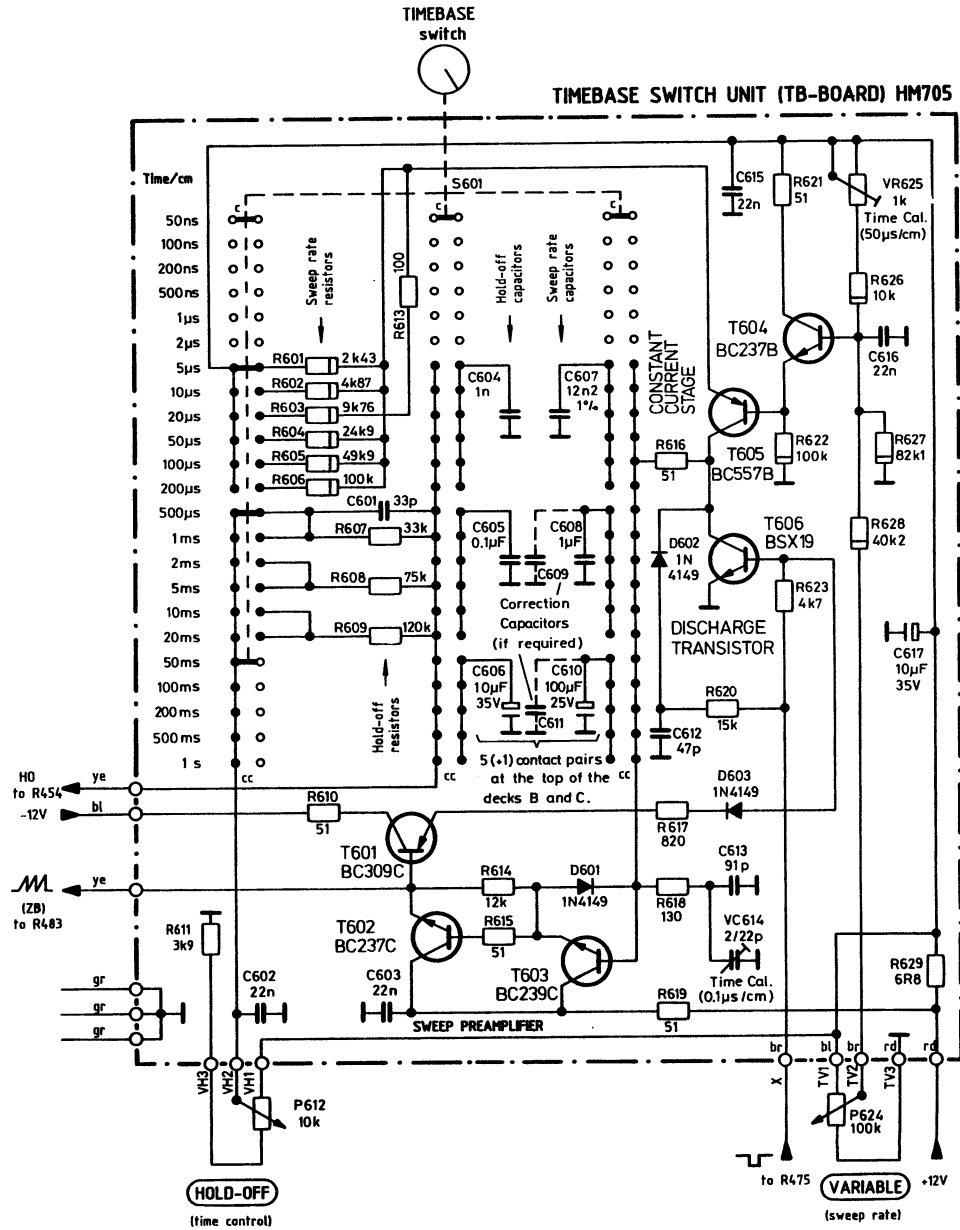 TIMEBASE
switch
TIMEBASE SWITCH UNIT (TB-BOARD) HM705
Time/cm
S601
c
c
c
50ns
100ns
200ns
500ns
1µs
2µs
5µs
10µs
20µs
50µs
100µs
200µs
500µs
1ms
2ms
5ms
10ms
20ms
50ms
100ms
200ms
500ms
1 s
Sweep rate
resistors
R601
2k43
R602
4k87
R603
9k76
R604
24k9
R605
49k9
R606
100k
C601
33p
R607
33k
R608
75k
R609
120k
Hold-off
resistors
100
R613
Hold-off
capacitors
Sweep rate
capacitors
C604
1n
C607
12n2
1%
C605
0.1µF
C608
1µF
C609
Correction
Capacitors
(if required)
C606
10µF
35V
C610
100µF
25V
C611
5(+1) contact pairs
at the top of the
decks B and C.
cc
cc
cc
CONSTANT
CURRENT
STAGE
C615
22n
R621
51
VR625
1k
Time Cal.
(50µs/cm)
R626
10k
T604
BC237B
C616
22n
T605
BC557B
R616
51
R622
100k
R627
82k1
R628
40k2
D602
1N
4149
T606
BSX19
R623
4k7
DISCHARGE
TRANSISTOR
C617
10µF
35V
R620
15k
C612
47p
HO
to R454
ye
-12V
bl
R610
51
T601
BC309C
R617
820
D603
1N4149
(ZB)
to R483
ye
R614
12k
D601
1N4149
R618
130
C613
91p
VC614
2/22p
Time Cal.
(0.1µs/cm)
R611
3k9
T602
BC237C
R615
51
T603
BC239C
C602
22n
C603
22n
R619
51
R629
6R8
SWEEP PREAMPLIFIER
gr
gr
gr
VH3
VH2
VH1
br
X
bl
TV1
br
TV2
rd
TV3
rd
P612
10k
P624
100k
HOLD-OFF
(time control)
to R475
VARIABLE
(sweep rate)
+12V